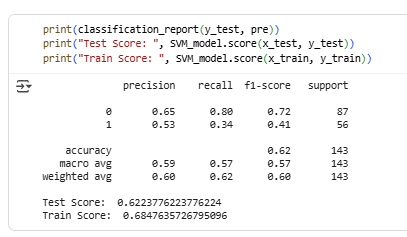 print(classification_report(y_test, pre))
print("Test Score: ", SVM_model.score(x_test, y_test))
print("Train Score: ", SVM_model.score(x_train, y_train))
precision recall f1-score support
0 0.65 0.80 0.72 87
1 0.53 0.34 0.41 56
accuracy 0.62 143
macro avg 0.59 0.57 0.57 143
weighted avg 0.60 0.62 0.60 143
Test Score: 0.6223776223776224
Train Score: 0.6847635726795096